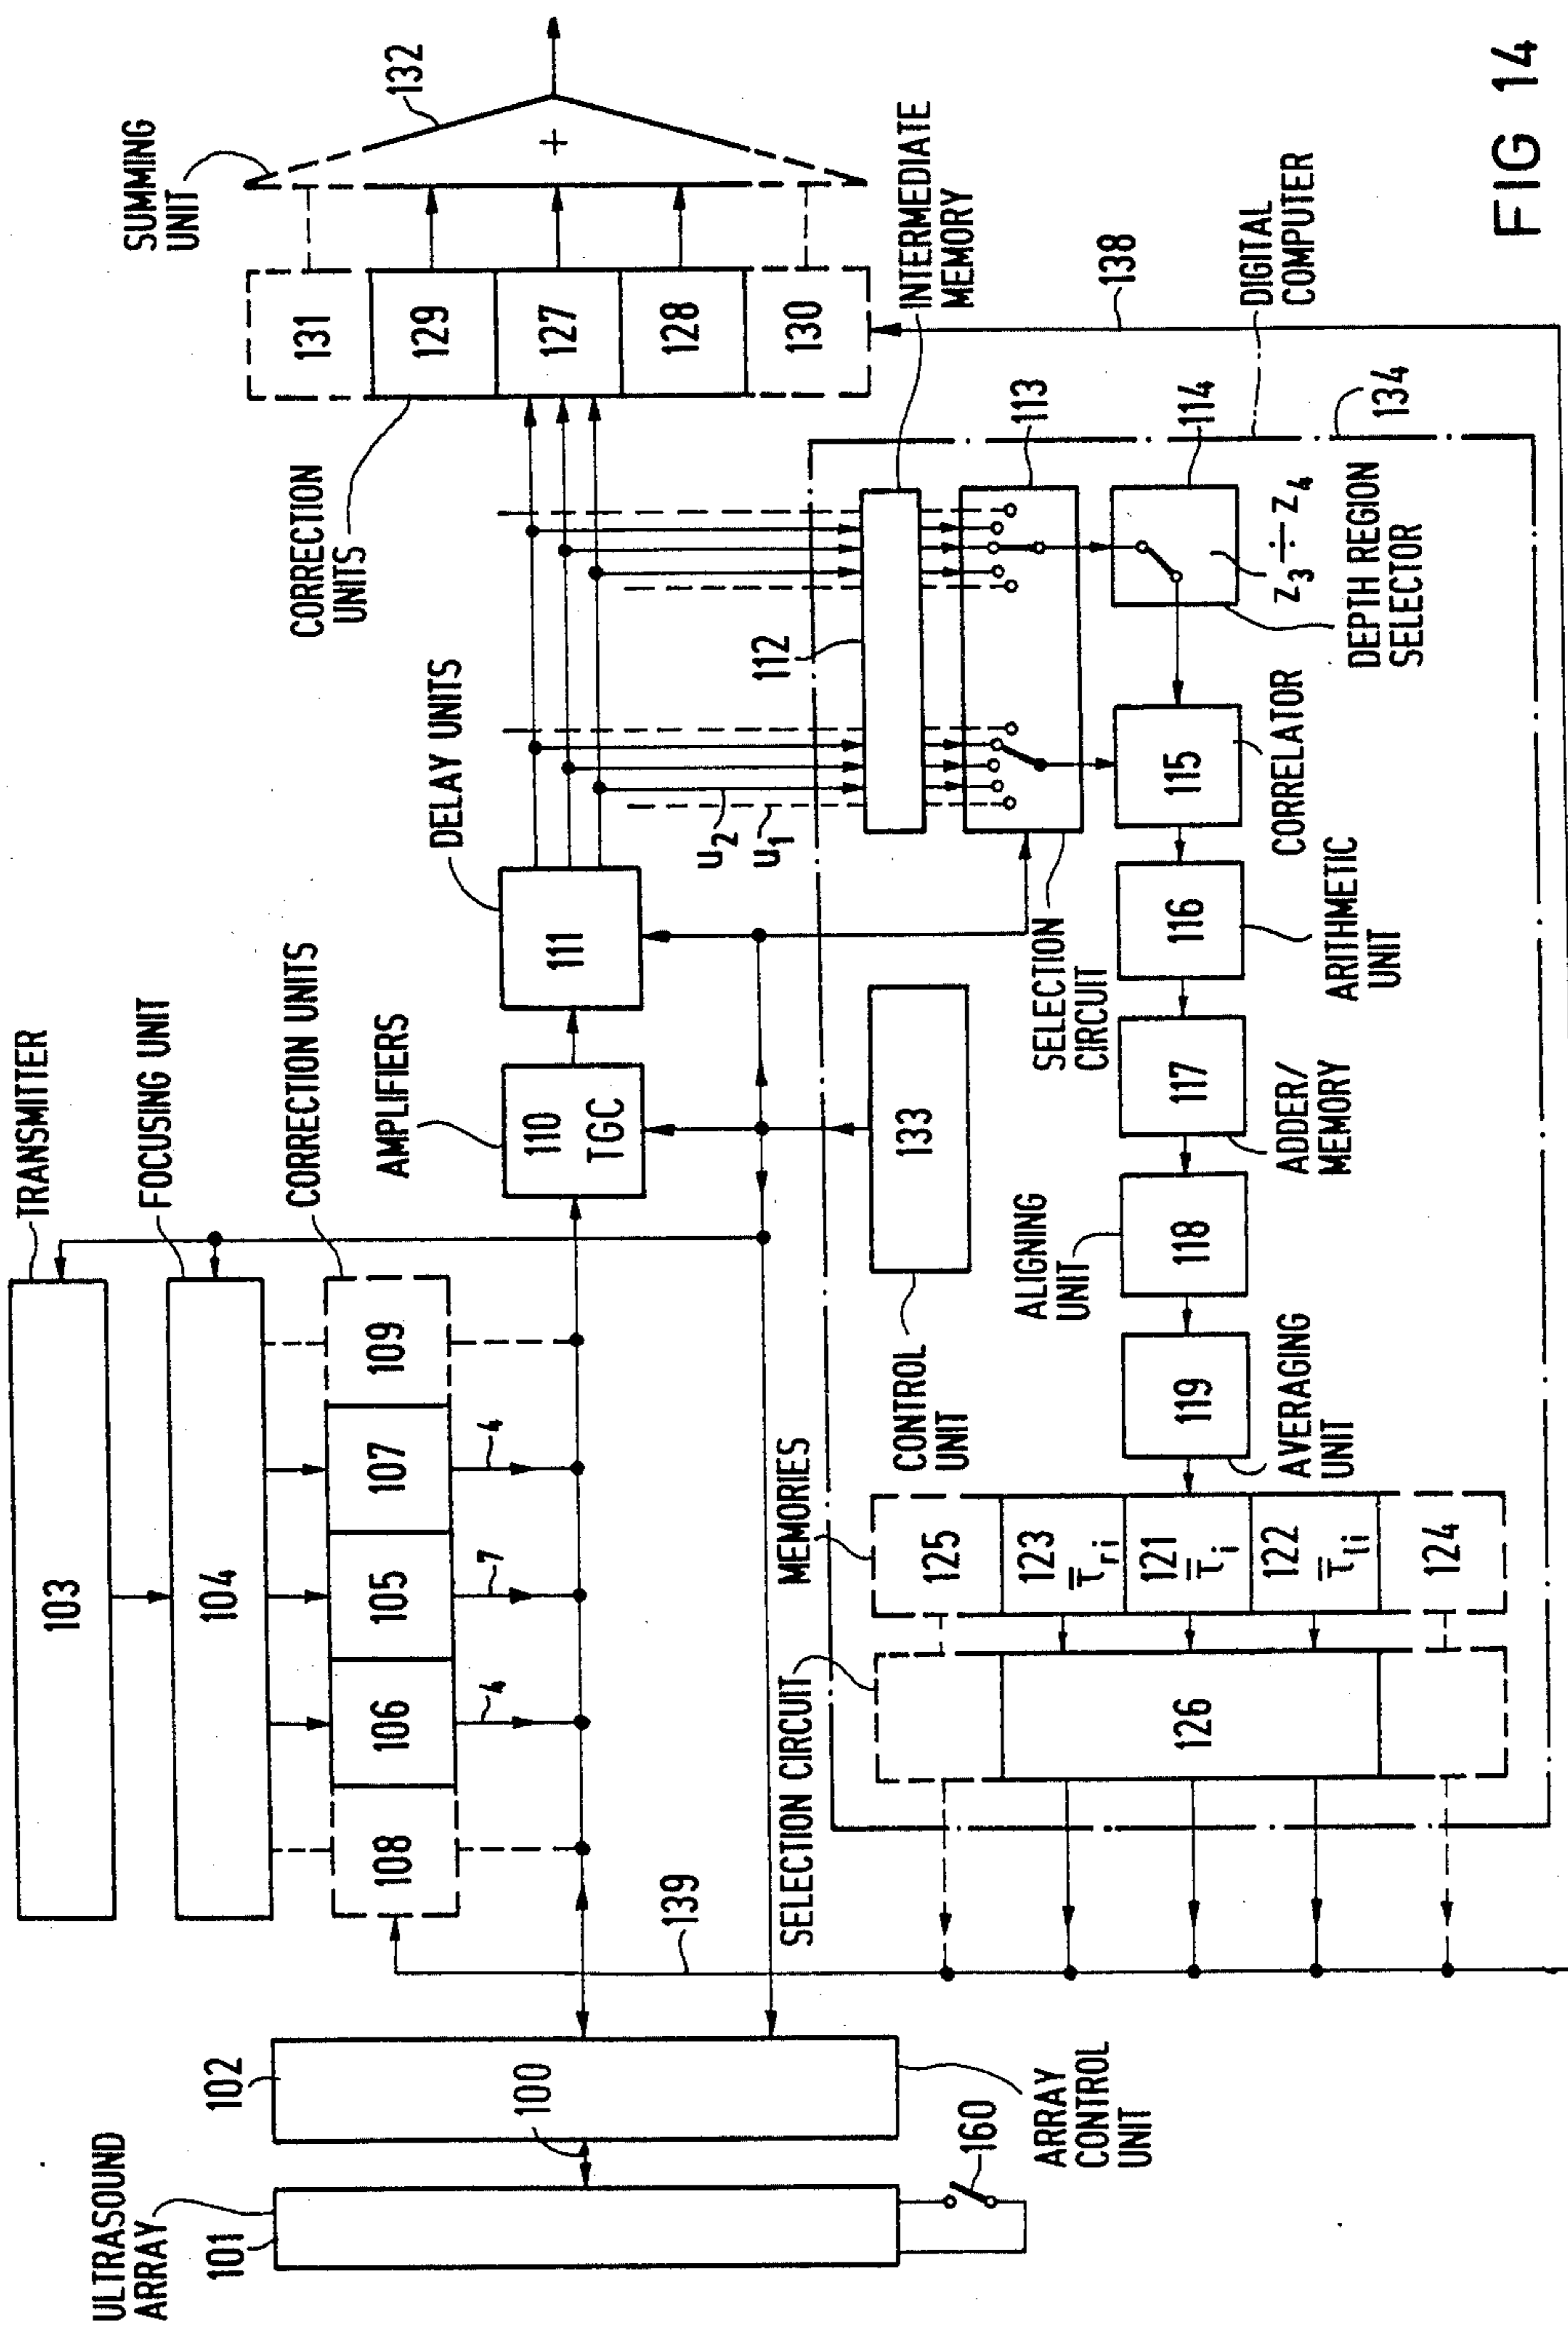 ULTRASOUND
ARRAY
101
102
100
160
ARRAY
CONTROL
UNIT
TRANSMITTER
103
FOCUSING UNIT
104
CORRECTION UNITS
108
106
105
107
109
4
7
4
139
AMPLIFIERS
110
TGC
DELAY UNITS
111
CORRECTION
UNITS
131
129
127
128
130
SUMMING
UNIT
132
+
138
u2
u1
112
INTERMEDIATE
MEMORY
113
SELECTION
CIRCUIT
114
z3 ÷ z4
DEPTH REGION
SELECTOR
DIGITAL
COMPUTER
134
115
CORRELATOR
116
ARITHMETIC
UNIT
117
ADDER/
MEMORY
118
ALIGNING
UNIT
119
AVERAGING
UNIT
133
CONTROL
UNIT
MEMORIES
125
123
τ̅ri
121
τ̅i
122
τ̅li
124
SELECTION CIRCUIT
126
FIG 14